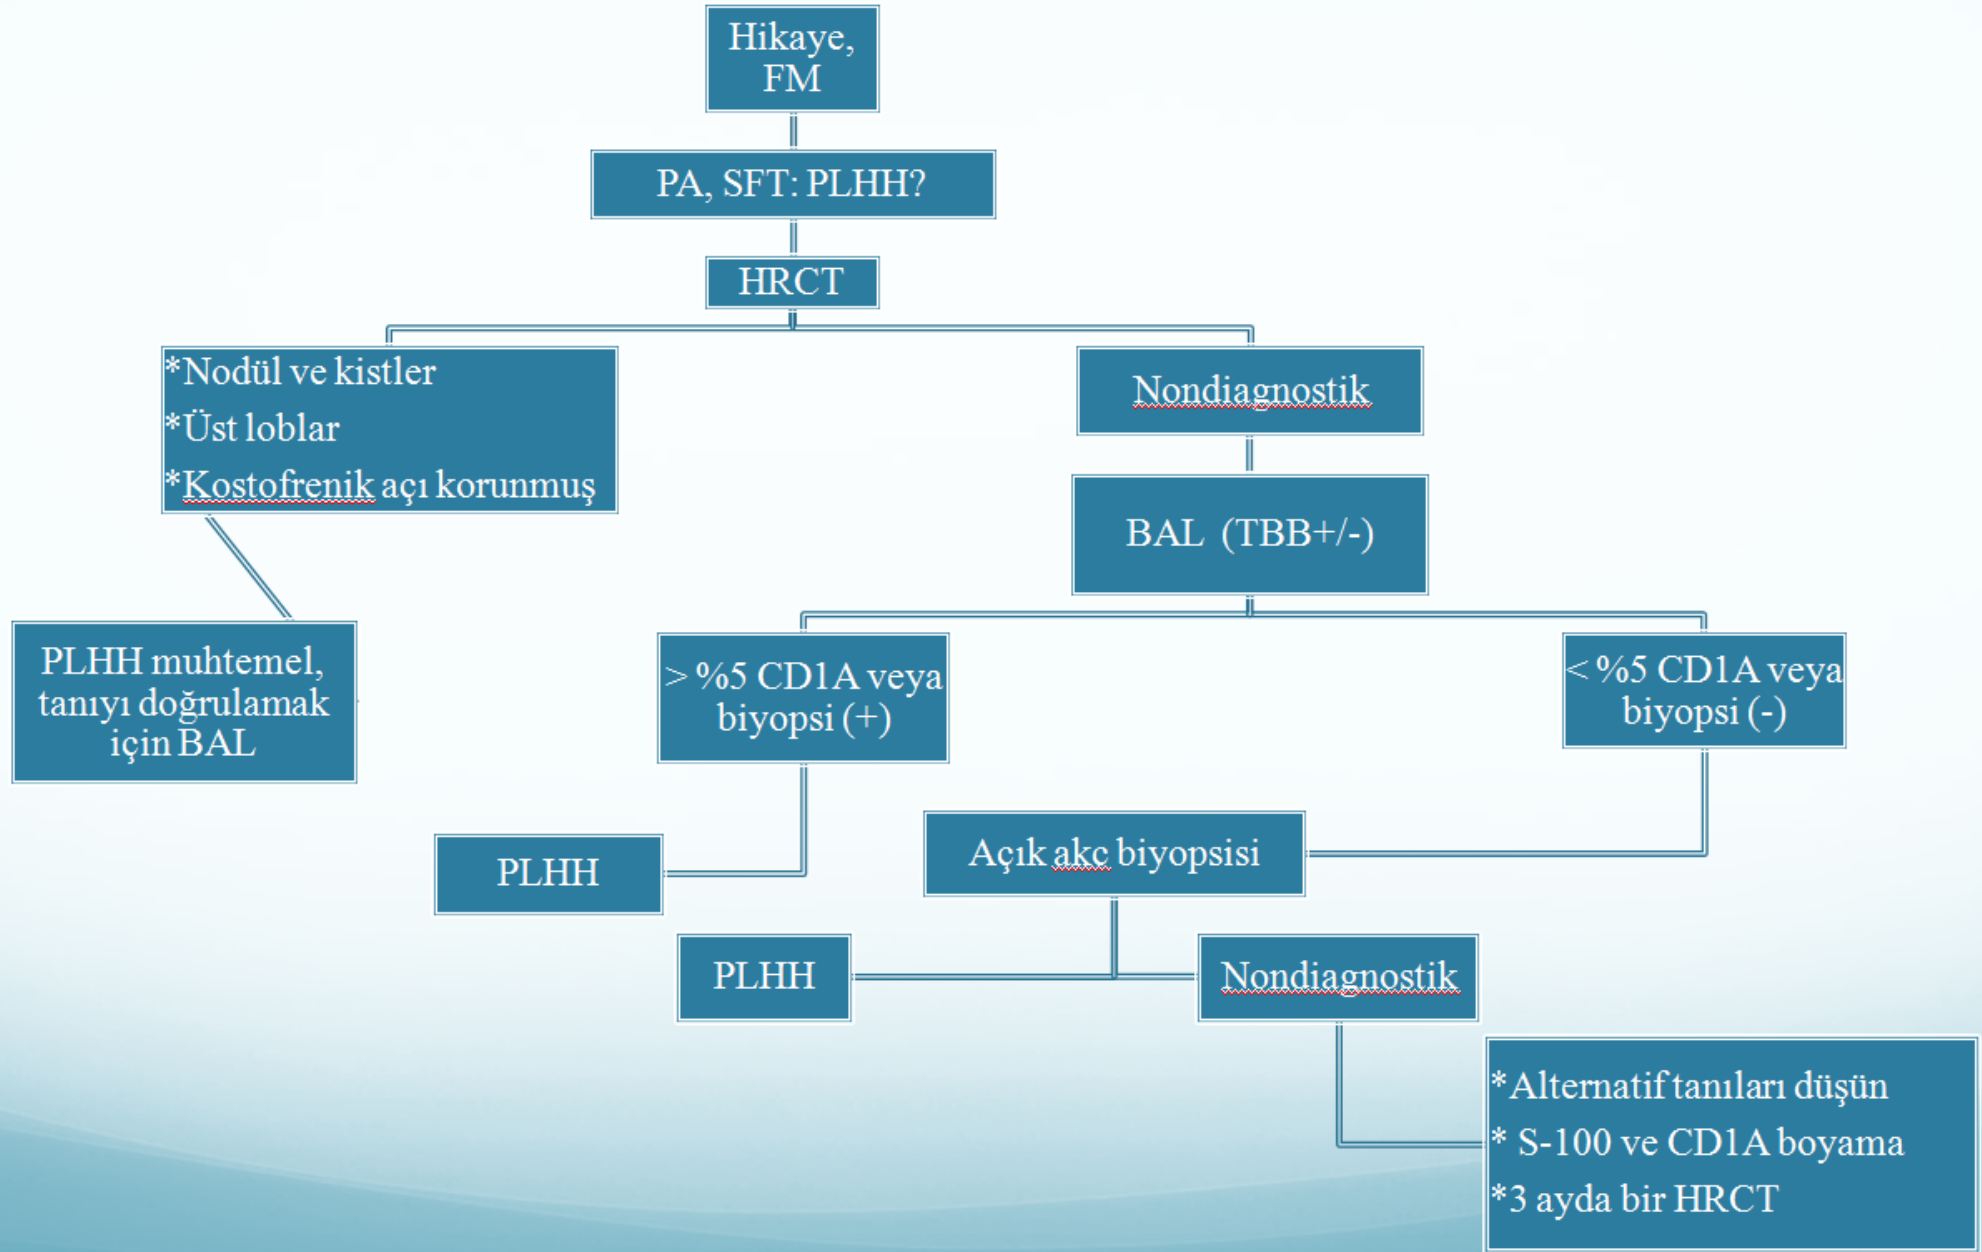 Hikaye,
FM
PA, SFT: PLHH?
HRCT
*Nodül ve kistler
*Üst loblar
*Kostofrenik açı korunmuş
Nondiagnostik
BAL (TBB+/-)
PLHH muhtemel,
tanıyı doğrulamak
için BAL
> %5 CD1A veya
biyopsi (+)
< %5 CD1A veya
biyopsi (-)
PLHH
Açık akc biyopsisi
PLHH
Nondiagnostik
*Alternatif tanıları düşün
* S-100 ve CD1A boyama
*3 ayda bir HRCT